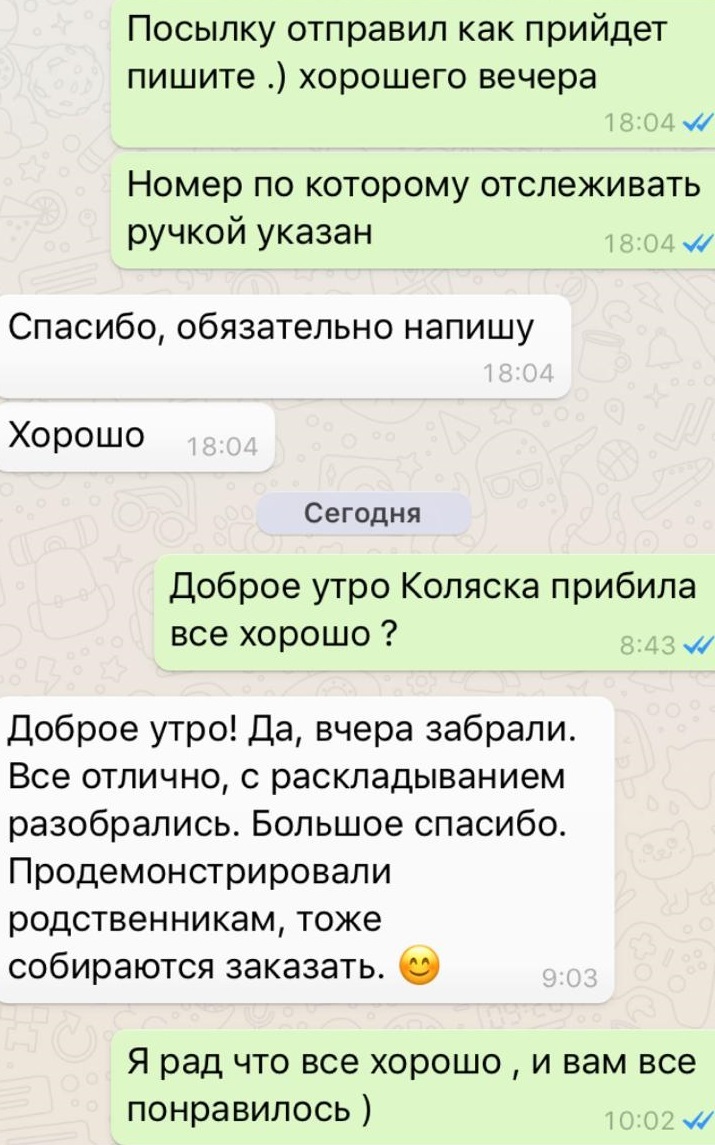 Посылку отправил как прийдет
пишите .) хорошего вечера
18:04
Номер по которому отслеживать
ручкой указан
18:04
Спасибо, обязательно напишу
18:04
Хорошо 18:04
Сегодня
Доброе утро Коляска прибила
все хорошо ?
8:43
Доброе утро! Да, вчера забрали.
Все отлично, с раскладыванием
разобрались. Большое спасибо.
Продемонстрировали
родственникам, тоже
собираются заказать. 😊
9:03
Я рад что все хорошо , и вам все
понравилось )
10:02